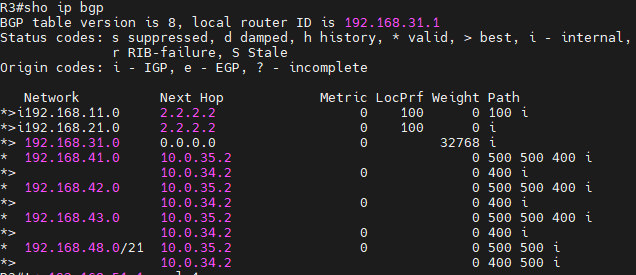 R3#sho ip bgp
BGP table version is 8, local router ID is 192.168.31.1
Status codes: s suppressed, d damped, h history, * valid, > best, i - internal,
              r RIB-failure, S Stale
Origin codes: i - IGP, e - EGP, ? - incomplete

   Network          Next Hop            Metric LocPrf Weight Path
*>i192.168.11.0     2.2.2.2                  0    100      0 100 i
*>i192.168.21.0     2.2.2.2                  0    100      0 i
*> 192.168.31.0     0.0.0.0                  0         32768 i
*  192.168.41.0     10.0.35.2                              0 500 500 400 i
*>                  10.0.34.2                0             0 400 i
*  192.168.42.0     10.0.35.2                              0 500 500 400 i
*>                  10.0.34.2                0             0 400 i
*  192.168.43.0     10.0.35.2                              0 500 500 400 i
*>                  10.0.34.2                0             0 400 i
*  192.168.48.0/21  10.0.35.2                0             0 500 500 i
*>                  10.0.34.2                              0 400 500 i